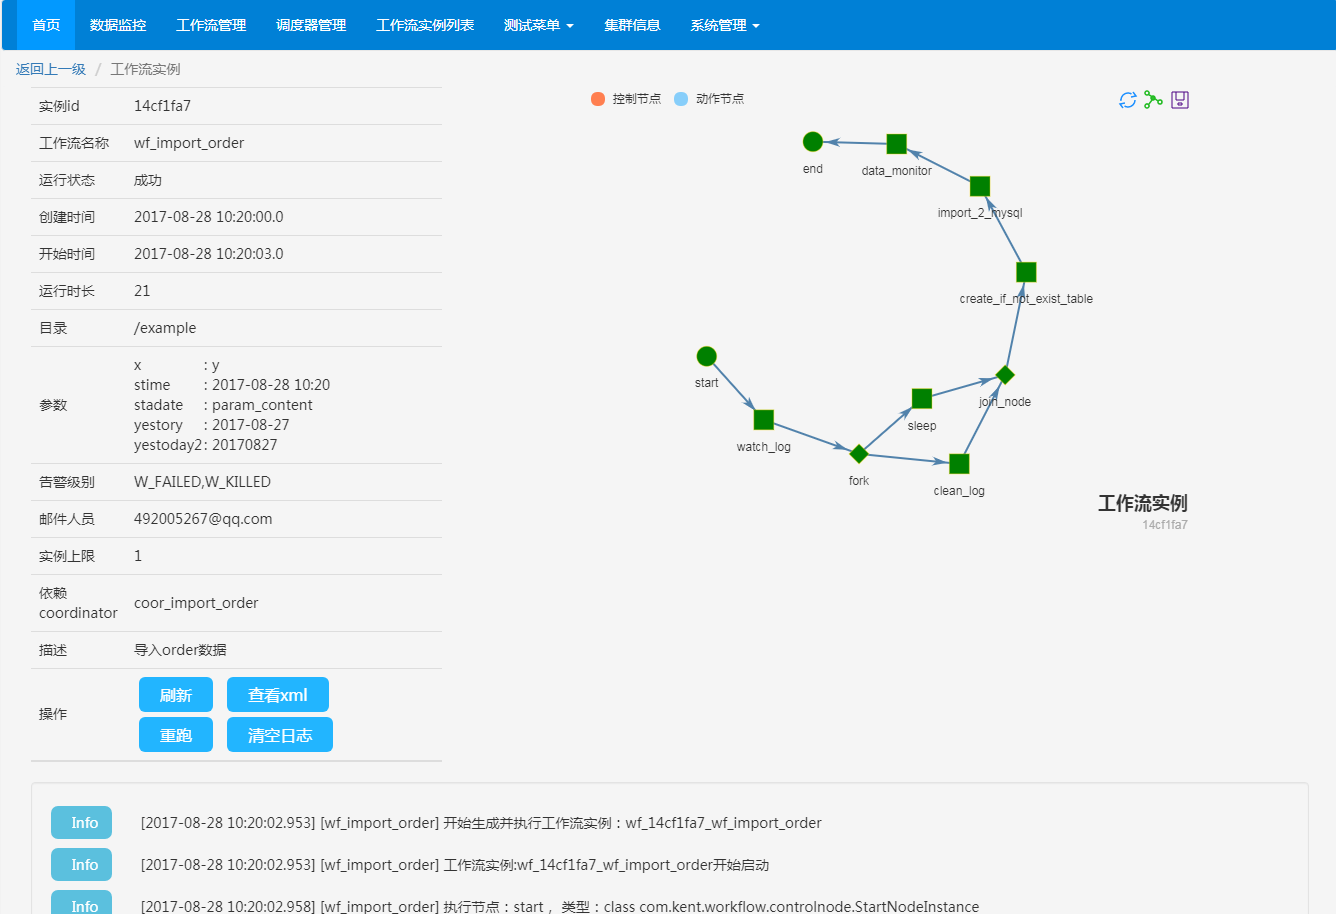 首页 数据监控 工作流管理 调度器管理 工作流实例列表 测试菜单 集群信息 系统管理
返回上一级 / 工作流实例
实例id 14cf1fa7
工作流名称 wf_import_order
运行状态 成功
创建时间 2017-08-28 10:20:00.0
开始时间 2017-08-28 10:20:03.0
运行时长 21
目录 /example
参数
x : y
stime : 2017-08-28 10:20
stadate : param_content
yestory : 2017-08-27
yestoday2 : 20170827
告警级别 W_FAILED,W_KILLED
邮件人员 492005267@qq.com
实例上限 1
依赖
coordinator
coor_import_order
描述 导入order数据
操作
刷新 查看xml
重跑 清空日志
控制节点 动作节点
end
data_monitor
import_2_mysql
create_if_not_exist_table
start
join_node
sleep
watch_log
fork
clean_log
工作流实例
14cf1fa7
Info [2017-08-28 10:20:02.953] [wf_import_order] 开始生成并执行工作流实例：wf_14cf1fa7_wf_import_order
Info [2017-08-28 10:20:02.953] [wf_import_order] 工作流实例:wf_14cf1fa7_wf_import_order开始启动
Info [2017-08-28 10:20:02.958] [wf_import_order] 执行节点：start ，类型：class com.kent.workflow.controlnode.StartNodeInstance